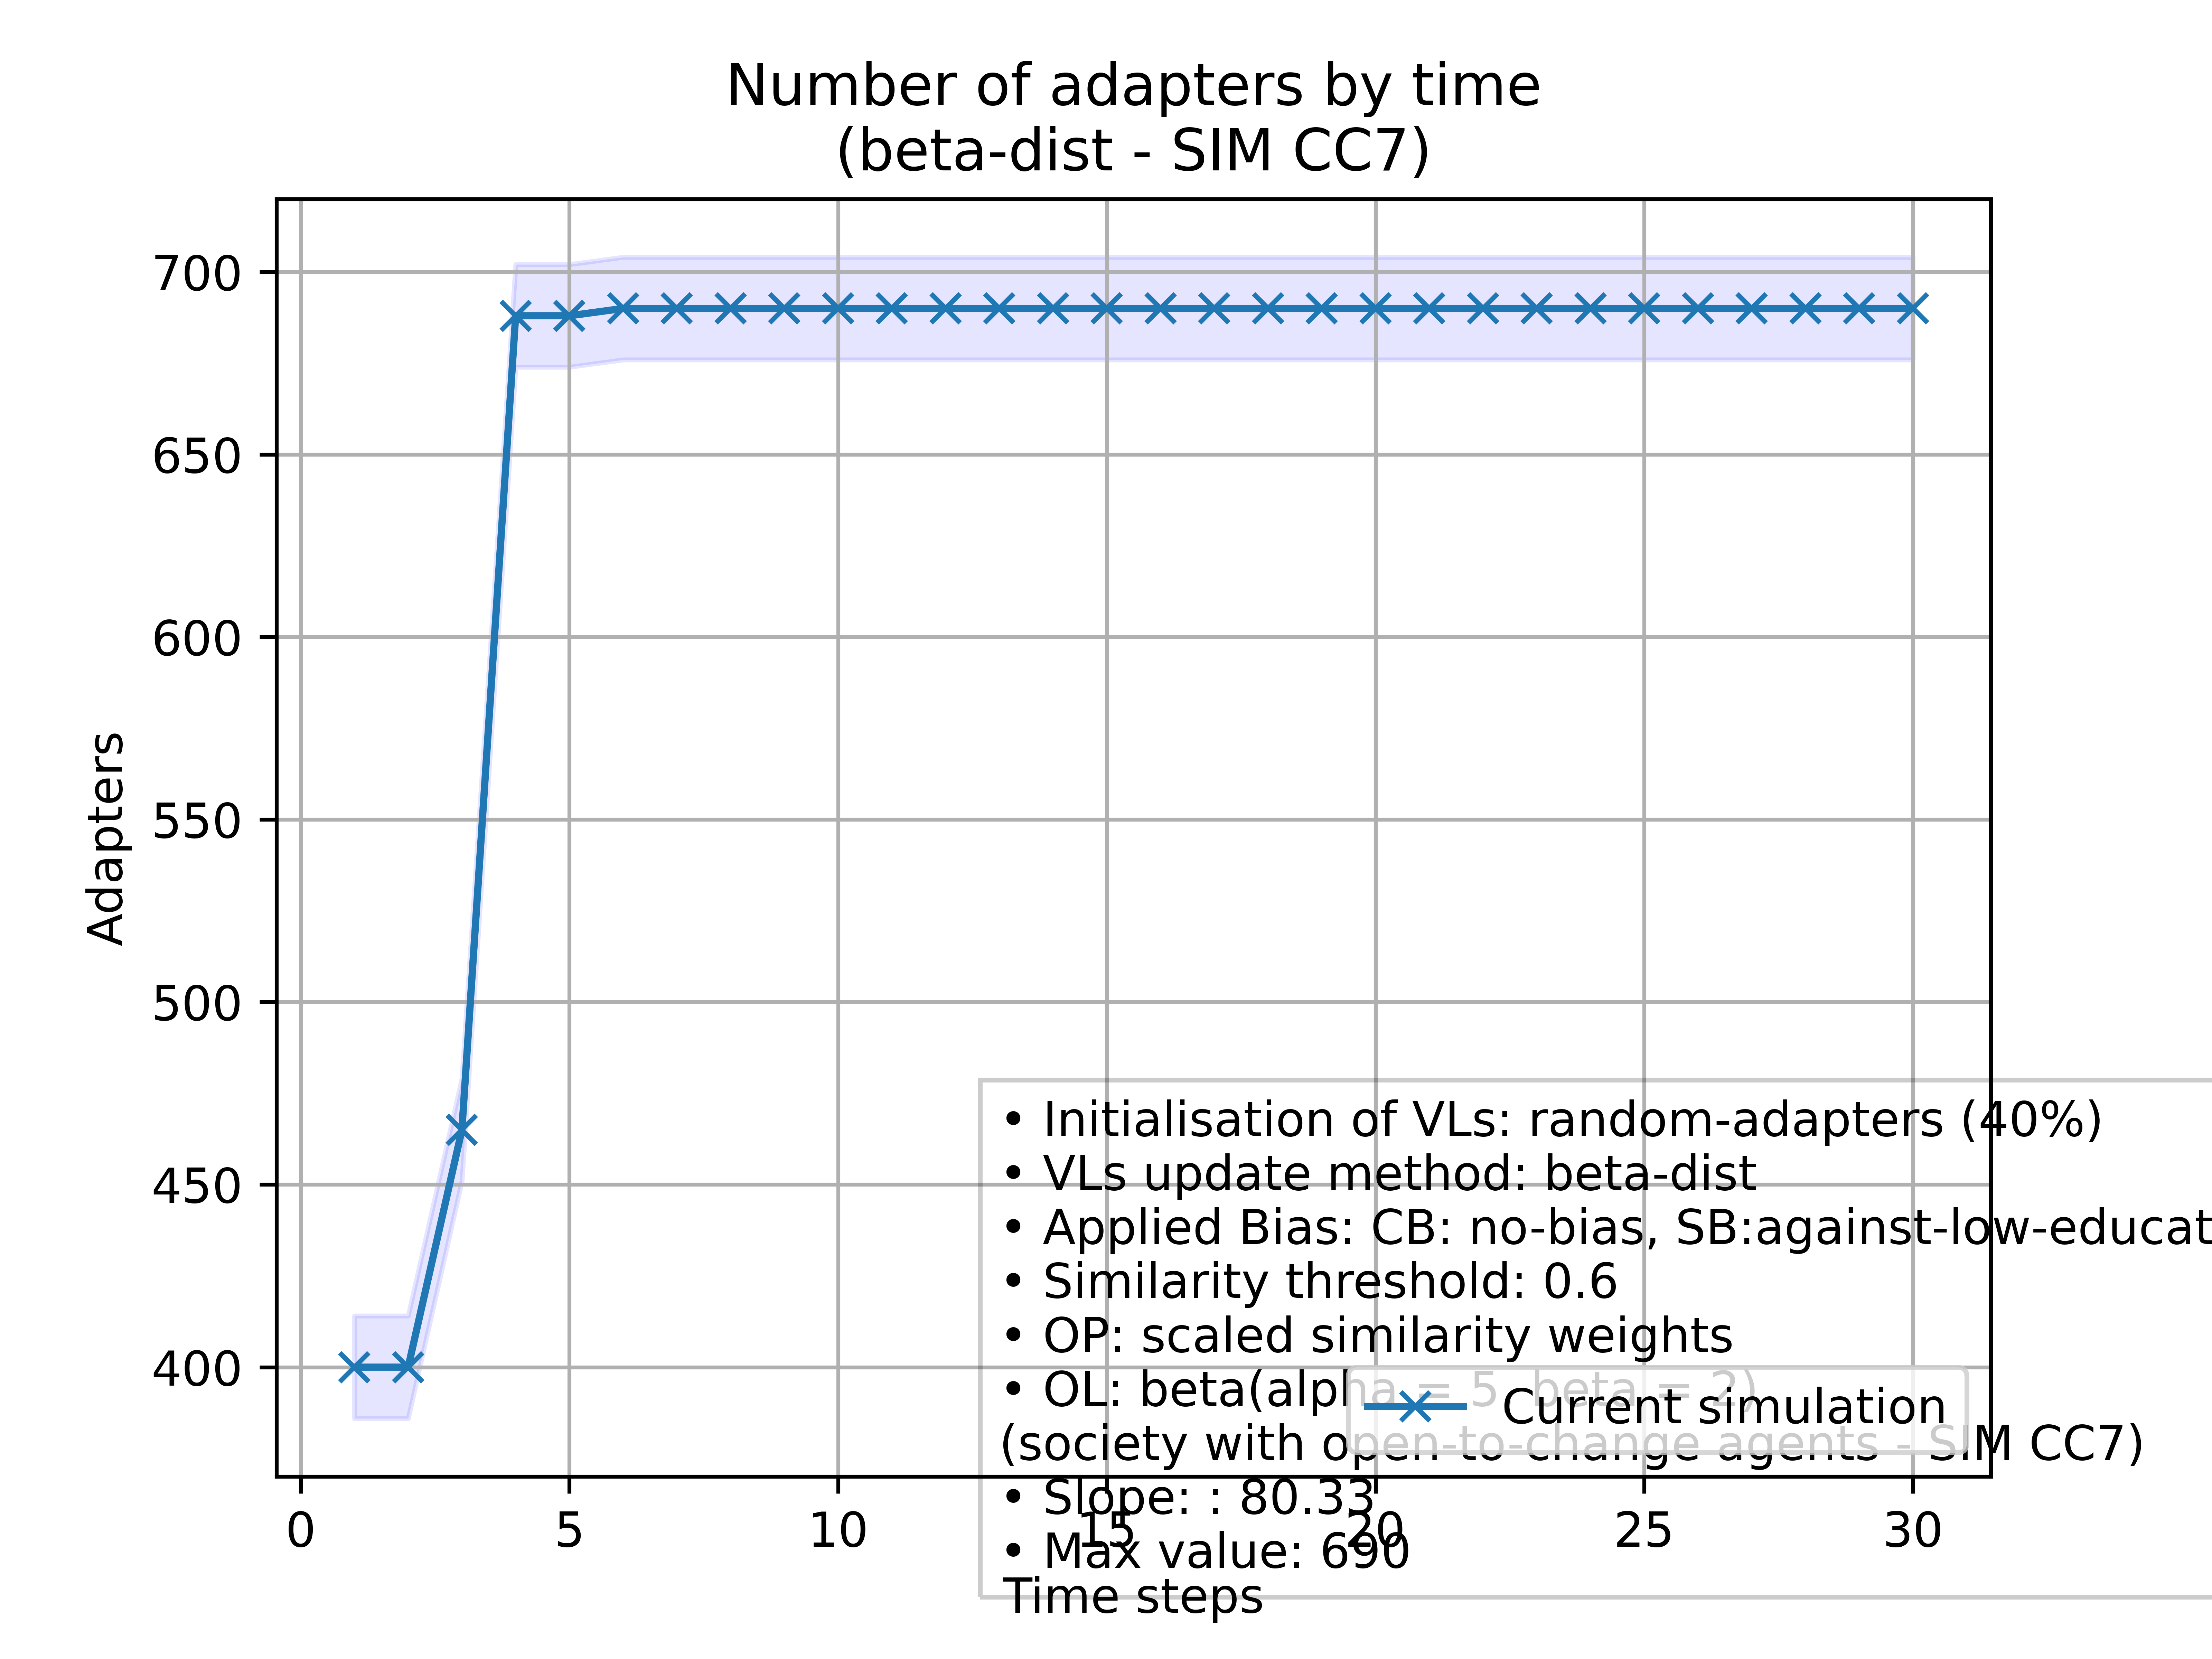 Number of adapters by time
(beta-dist - SIM CC7)
700
650
600
550
500
450
400
Adapters
• Initialisation of VLs: random-adapters (40%)
• VLs update method: beta-dist
• Applied Bias: CB: no-bias, SB:against-low-educat
• Similarity threshold: 0.6
• OP: scaled similarity weights
• OL: beta(alpha = 5 beta = 2)
(society with open-to-change agents - SIM CC7)
• Slope: : 80.33
• Max value: 690
Current simulation
0 5 10 15 20 25 30
Time steps